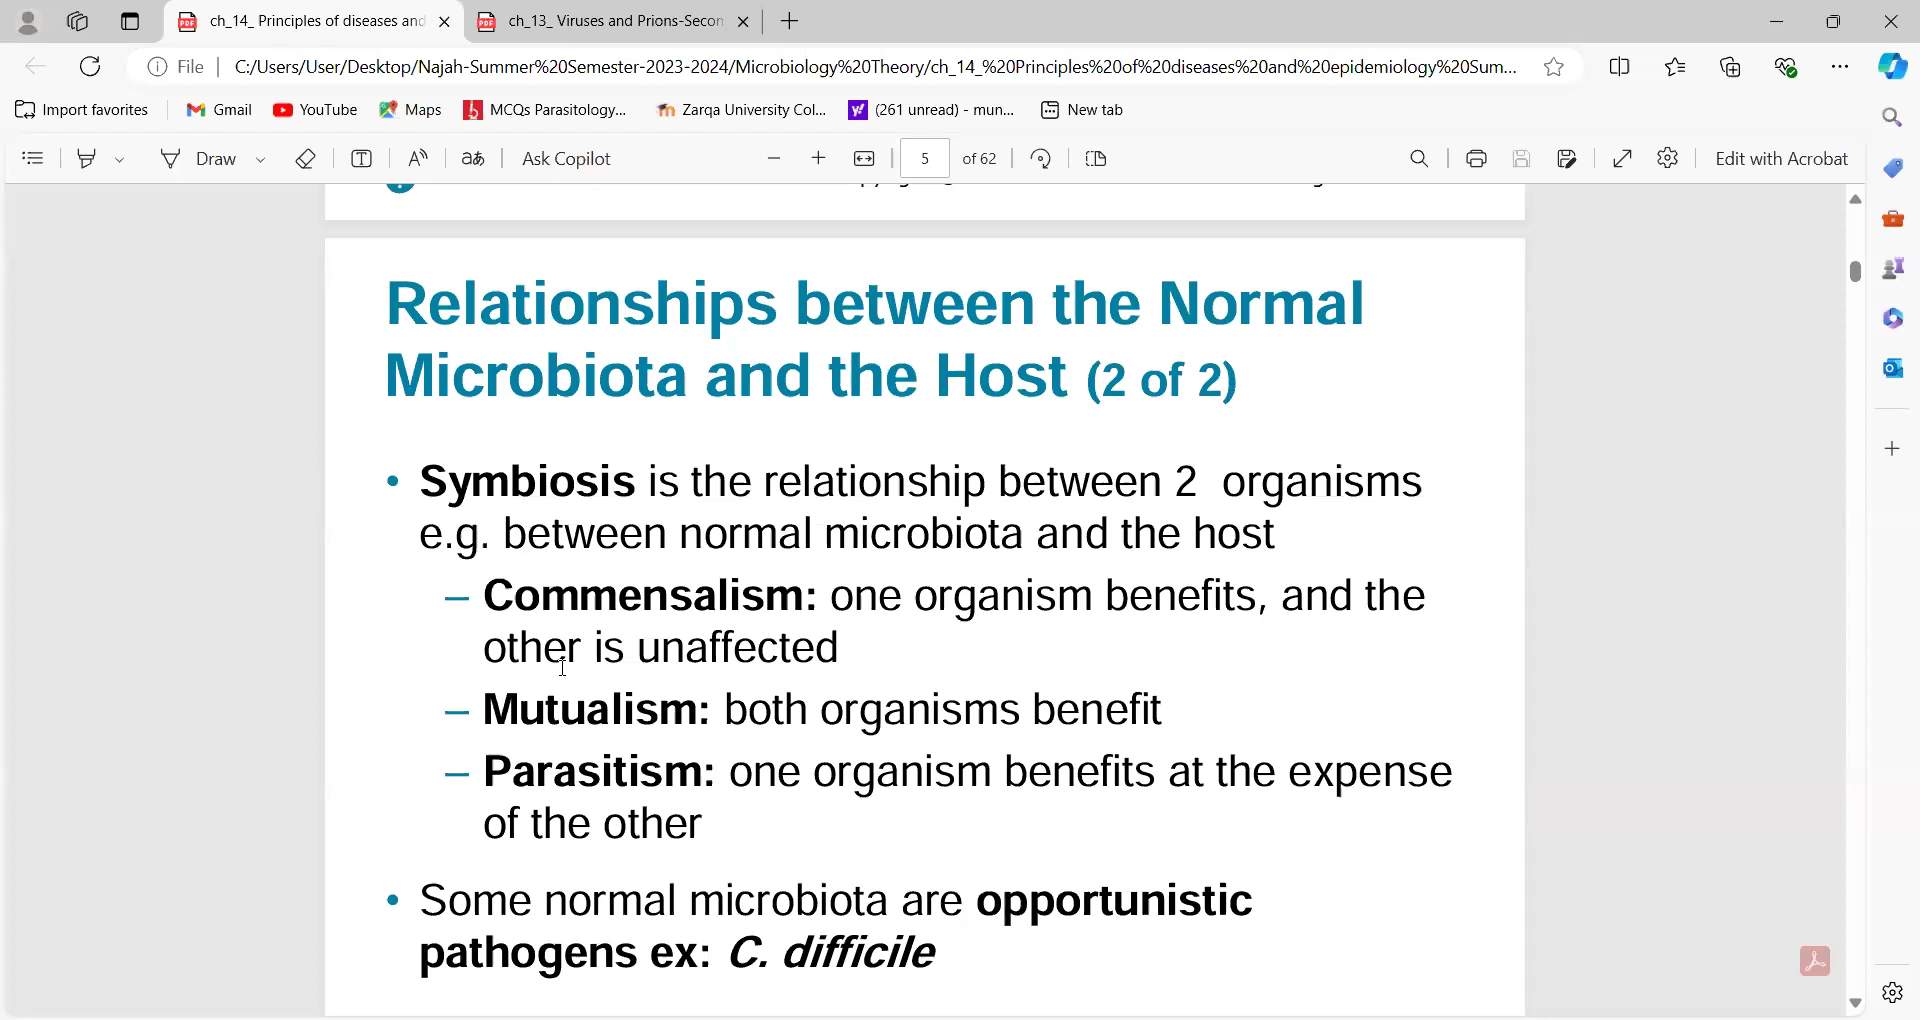 ch_14_ Principles of diseases and
ch_13_ Viruses and Prions-Secon
File
C:/Users/User/Desktop/Najah-Summer%20Semester-2023-2024/Microbiology%20Theory/ch_14_%20Principles%20of%20diseases%20and%20epidemiology%20Sum...
Import favorites
Gmail
YouTube
Maps
MCQs Parasitology...
Zarqa University Col...
(261 unread) - mun...
New tab
Draw
Ask Copilot
5 of 62
Edit with Acrobat
Relationships between the Normal
Microbiota and the Host (2 of 2)
• Symbiosis is the relationship between 2 organisms
e.g. between normal microbiota and the host
– Commensalism: one organism benefits, and the
other is unaffected
– Mutualism: both organisms benefit
– Parasitism: one organism benefits at the expense
of the other
• Some normal microbiota are opportunistic
pathogens ex: C. difficile